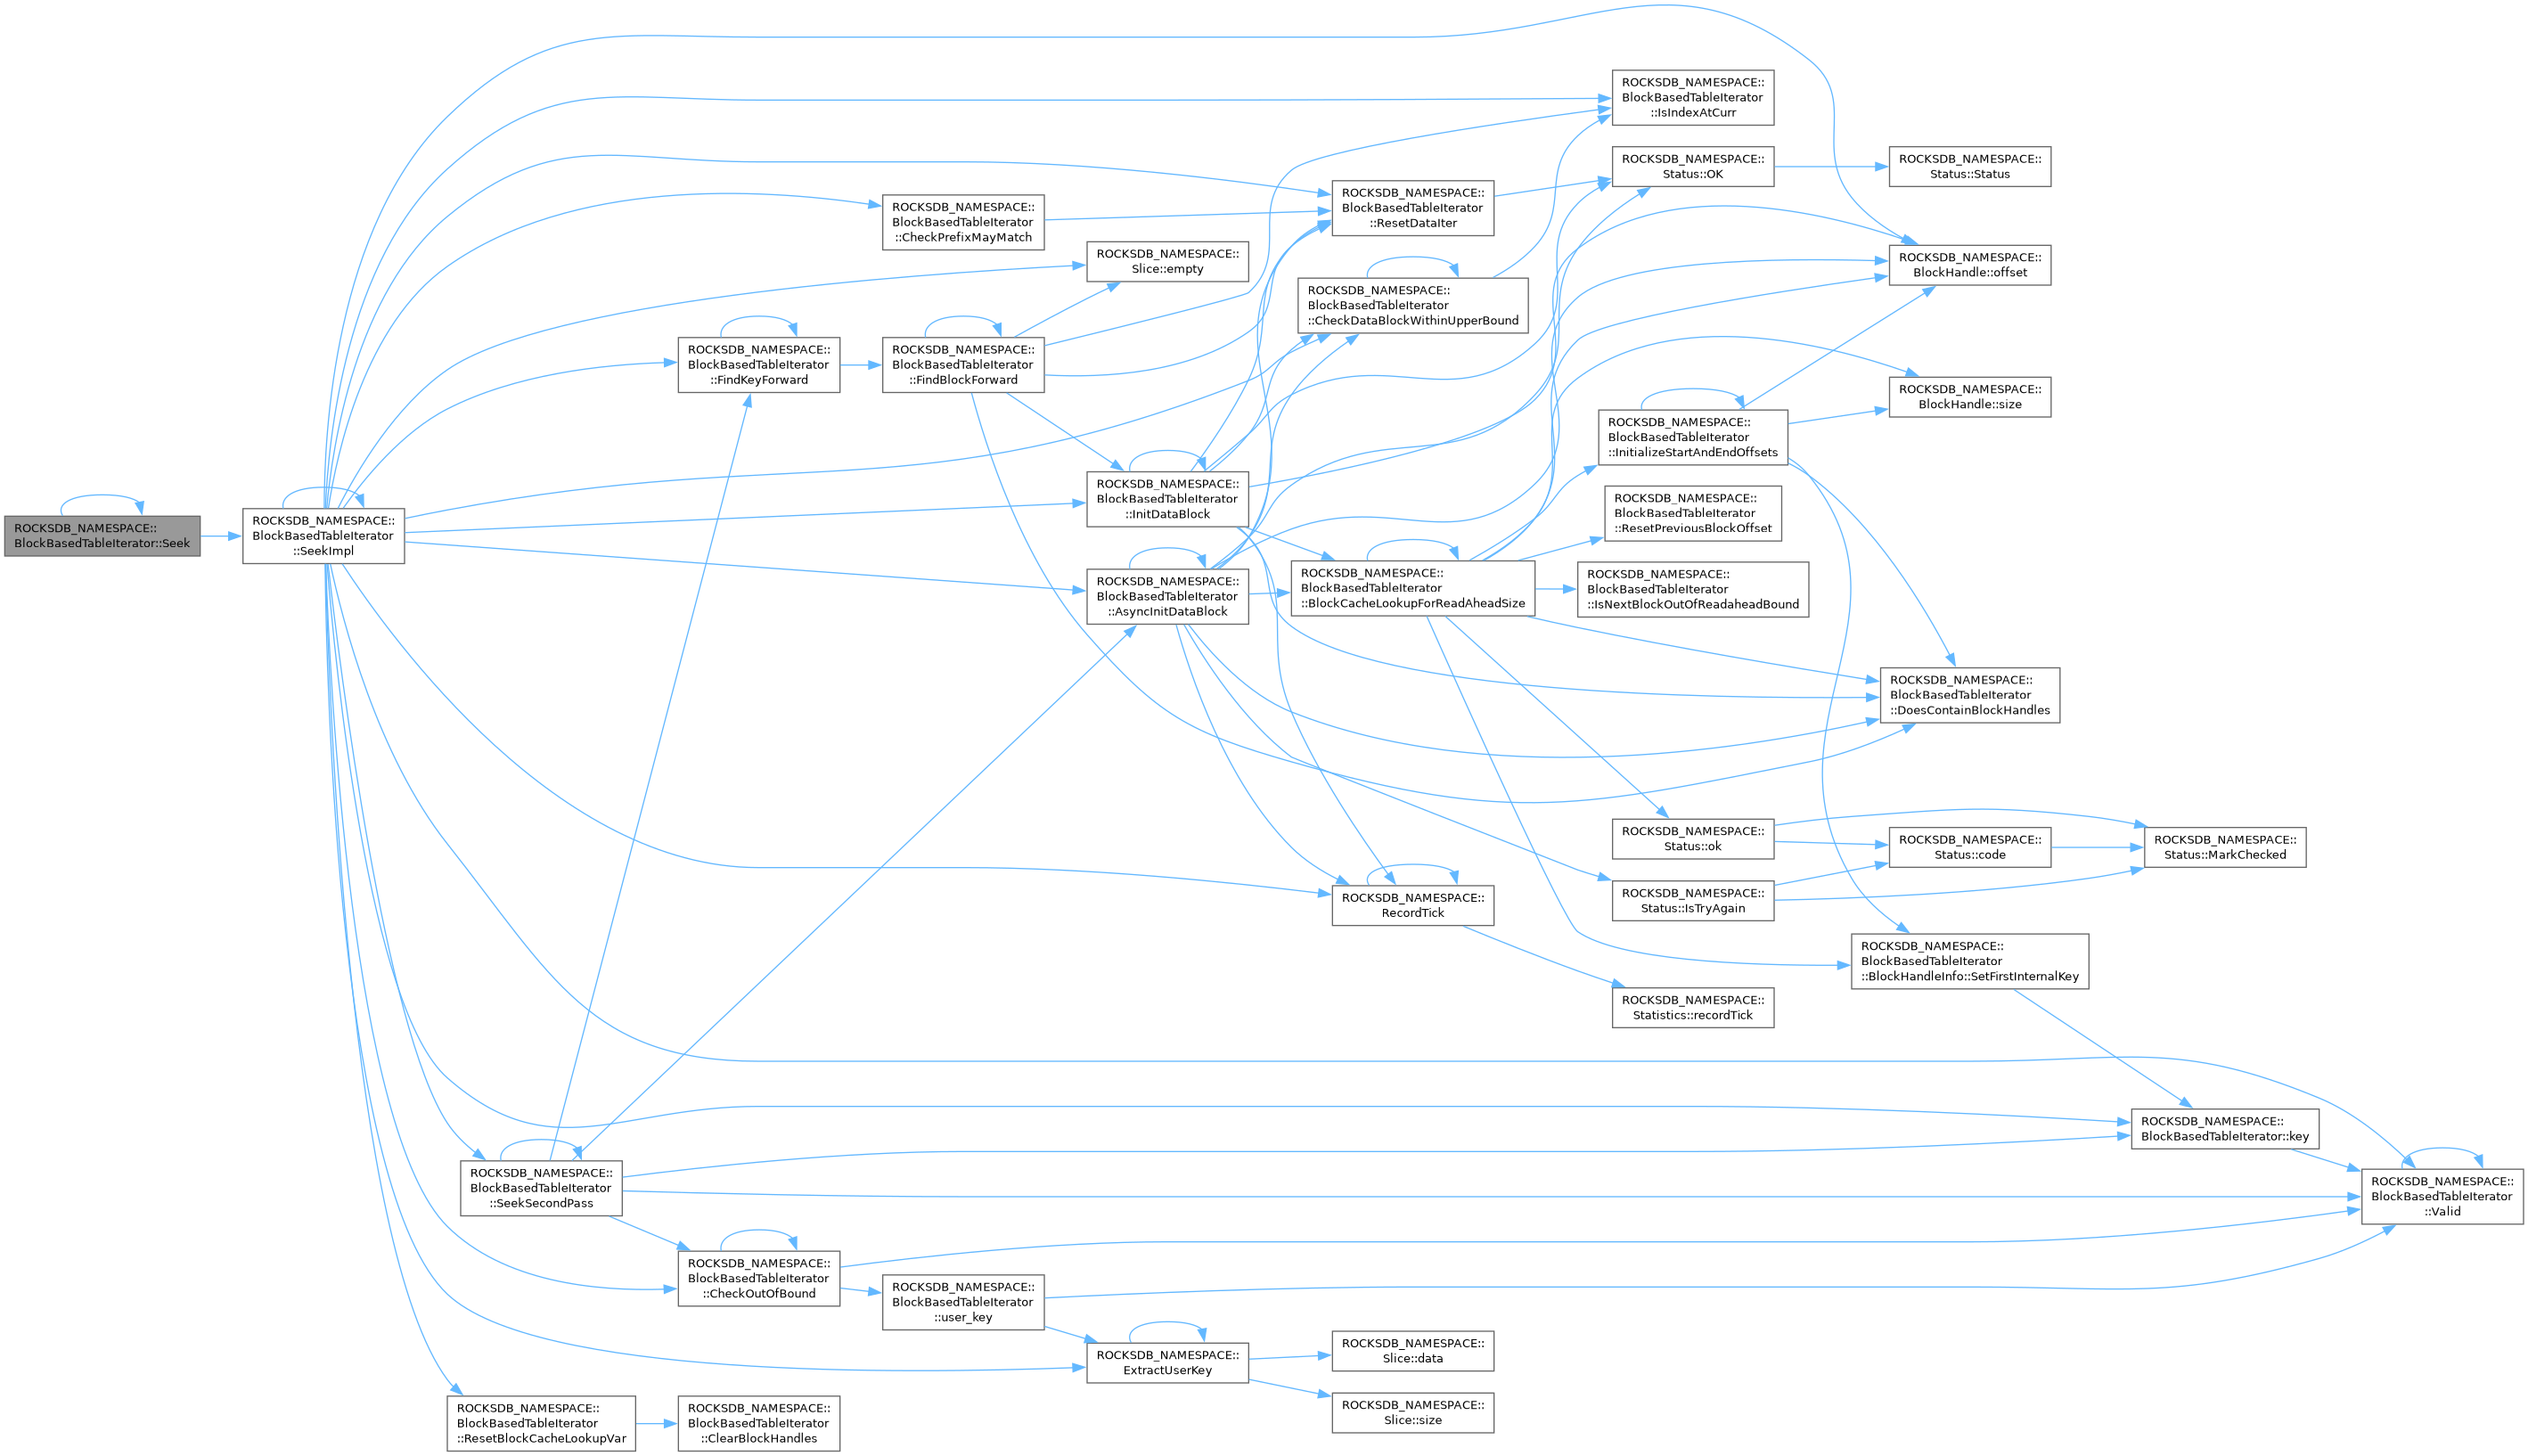 ROCKSDB_NAMESPACE::
BlockBasedTableIterator::Seek
ROCKSDB_NAMESPACE::
BlockBasedTableIterator
::SeekImpl
ROCKSDB_NAMESPACE::
BlockBasedTableIterator
::SeekSecondPass
ROCKSDB_NAMESPACE::
BlockBasedTableIterator
::ResetBlockCacheLookupVar
ROCKSDB_NAMESPACE::
BlockBasedTableIterator
::FindKeyForward
ROCKSDB_NAMESPACE::
BlockBasedTableIterator
::CheckOutOfBound
ROCKSDB_NAMESPACE::
BlockBasedTableIterator
::ClearBlockHandles
ROCKSDB_NAMESPACE::
BlockBasedTableIterator
::CheckPrefixMayMatch
ROCKSDB_NAMESPACE::
BlockBasedTableIterator
::FindBlockForward
ROCKSDB_NAMESPACE::
BlockBasedTableIterator
::user_key
ROCKSDB_NAMESPACE::
Slice::empty
ROCKSDB_NAMESPACE::
BlockBasedTableIterator
::InitDataBlock
ROCKSDB_NAMESPACE::
BlockBasedTableIterator
::AsyncInitDataBlock
ROCKSDB_NAMESPACE::
ExtractUserKey
ROCKSDB_NAMESPACE::
BlockBasedTableIterator
::ResetDataIter
ROCKSDB_NAMESPACE::
BlockBasedTableIterator
::CheckDataBlockWithinUpperBound
ROCKSDB_NAMESPACE::
BlockBasedTableIterator
::BlockCacheLookupForReadAheadSize
ROCKSDB_NAMESPACE::
RecordTick
ROCKSDB_NAMESPACE::
Slice::data
ROCKSDB_NAMESPACE::
Slice::size
ROCKSDB_NAMESPACE::
BlockBasedTableIterator
::IsIndexAtCurr
ROCKSDB_NAMESPACE::
Status::OK
ROCKSDB_NAMESPACE::
BlockBasedTableIterator
::InitializeStartAndEndOffsets
ROCKSDB_NAMESPACE::
BlockBasedTableIterator
::ResetPreviousBlockOffset
ROCKSDB_NAMESPACE::
BlockBasedTableIterator
::IsNextBlockOutOfReadaheadBound
ROCKSDB_NAMESPACE::
Status::ok
ROCKSDB_NAMESPACE::
Status::IsTryAgain
ROCKSDB_NAMESPACE::
Statistics::recordTick
ROCKSDB_NAMESPACE::
Status::Status
ROCKSDB_NAMESPACE::
BlockHandle::offset
ROCKSDB_NAMESPACE::
BlockHandle::size
ROCKSDB_NAMESPACE::
BlockBasedTableIterator
::DoesContainBlockHandles
ROCKSDB_NAMESPACE::
Status::code
ROCKSDB_NAMESPACE::
BlockBasedTableIterator
::BlockHandleInfo::SetFirstInternalKey
ROCKSDB_NAMESPACE::
Status::MarkChecked
ROCKSDB_NAMESPACE::
BlockBasedTableIterator::key
ROCKSDB_NAMESPACE::
BlockBasedTableIterator
::Valid